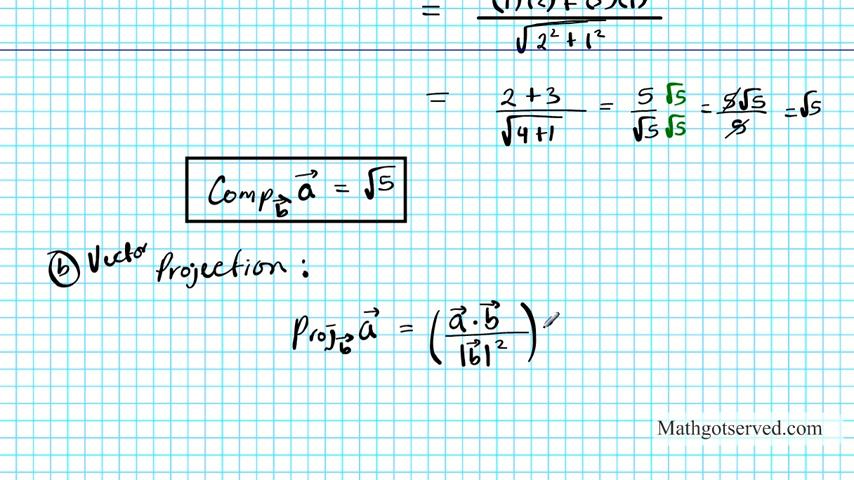 = (1)(2) + (3)(1) / √2² + 1²
= 2 + 3 / √4+1 = 5 √5 / √5 √5 = 5√5 / 5 = √5
Comp_b⃗ a⃗ = √5
ⓑ Vector Projection :
Proj_b⃗ a⃗ = ( a⃗ · b⃗ / |b⃗|² )
Mathgotserved.com